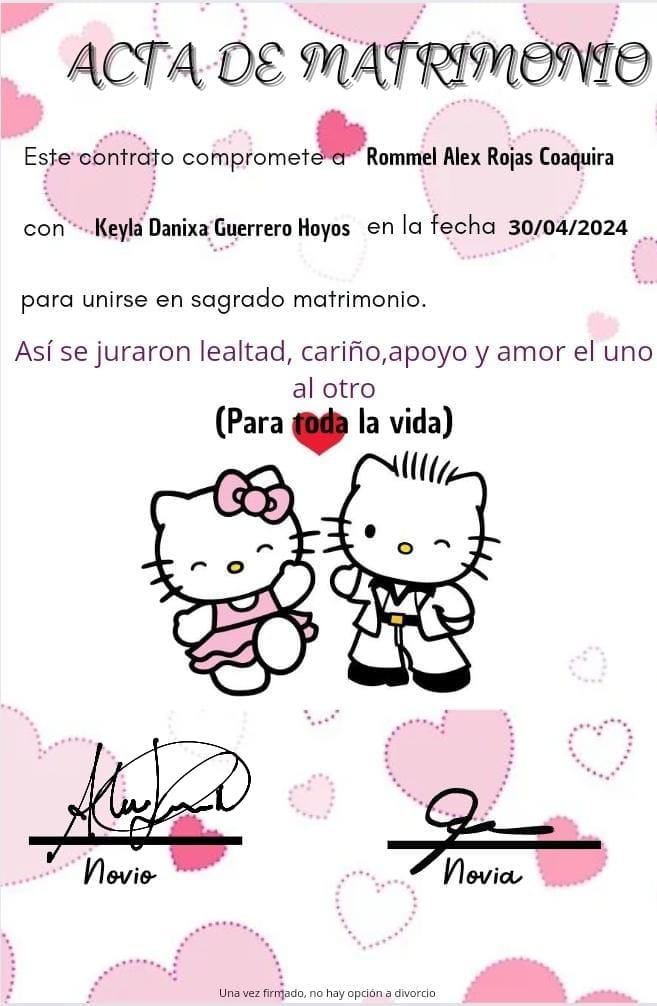 ACTA DE MATRIMONIO
Este contrato compromete a Rommel Alex Rojas Coaquira
con Keyla Danixa Guerrero Hoyos en la fecha 30/04/2024
para unirse en sagrado matrimonio.
Así se juraron lealtad, cariño,apoyo y amor el uno
al otro
(Para toda la vida)
Novio Novia
Una vez firmado, no hay opción a divorcio